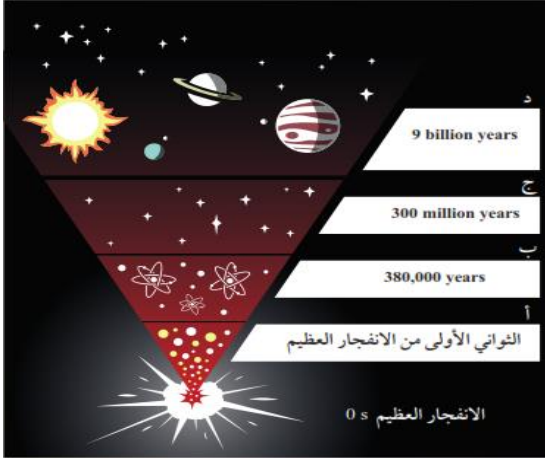 د
9 billion years
ج
300 million years
ب
380,000 years
أ
الثواني الأولى من الانفجار العظيم
الانفجار العظيم 0 s